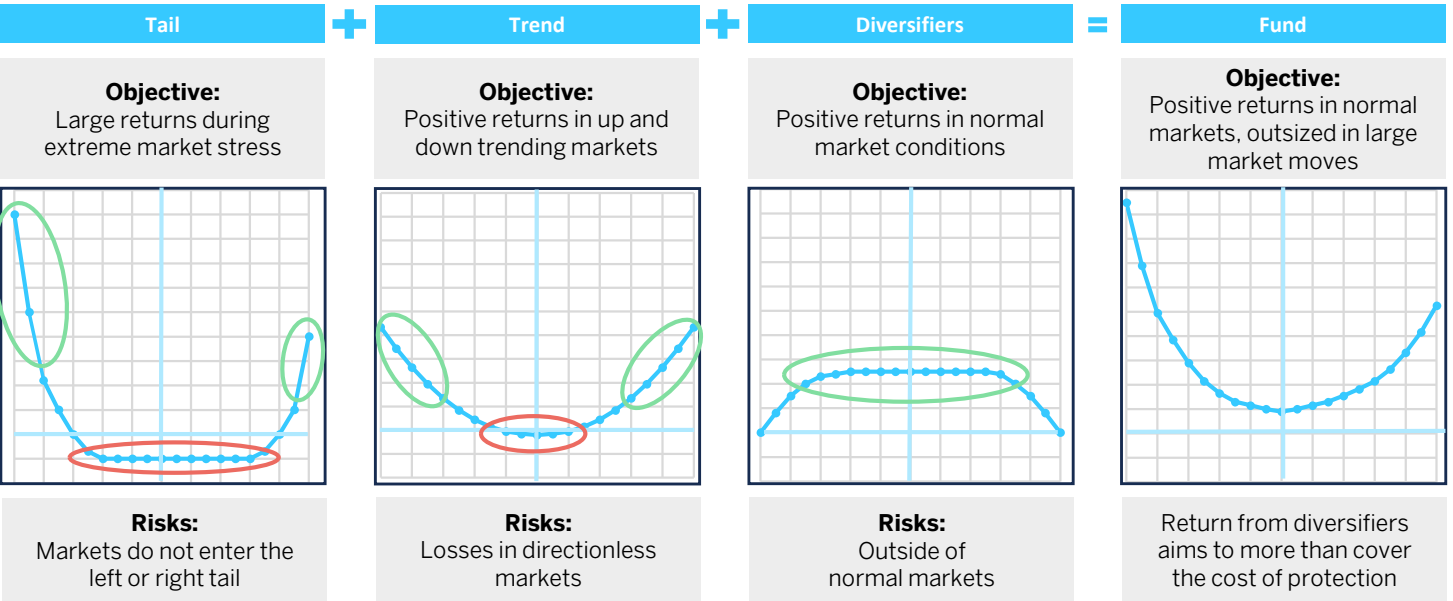 Tail + Trend + Diversifiers = Fund
Objective:
Large returns during
extreme market stress
Objective:
Positive returns in up and
down trending markets
Objective:
Positive returns in normal
market conditions
Objective:
Positive returns in normal
markets, outsized in large
market moves
Risks:
Markets do not enter the
left or right tail
Risks:
Losses in directionless
markets
Risks:
Outside of
normal markets
Return from diversifiers
aims to more than cover
the cost of protection